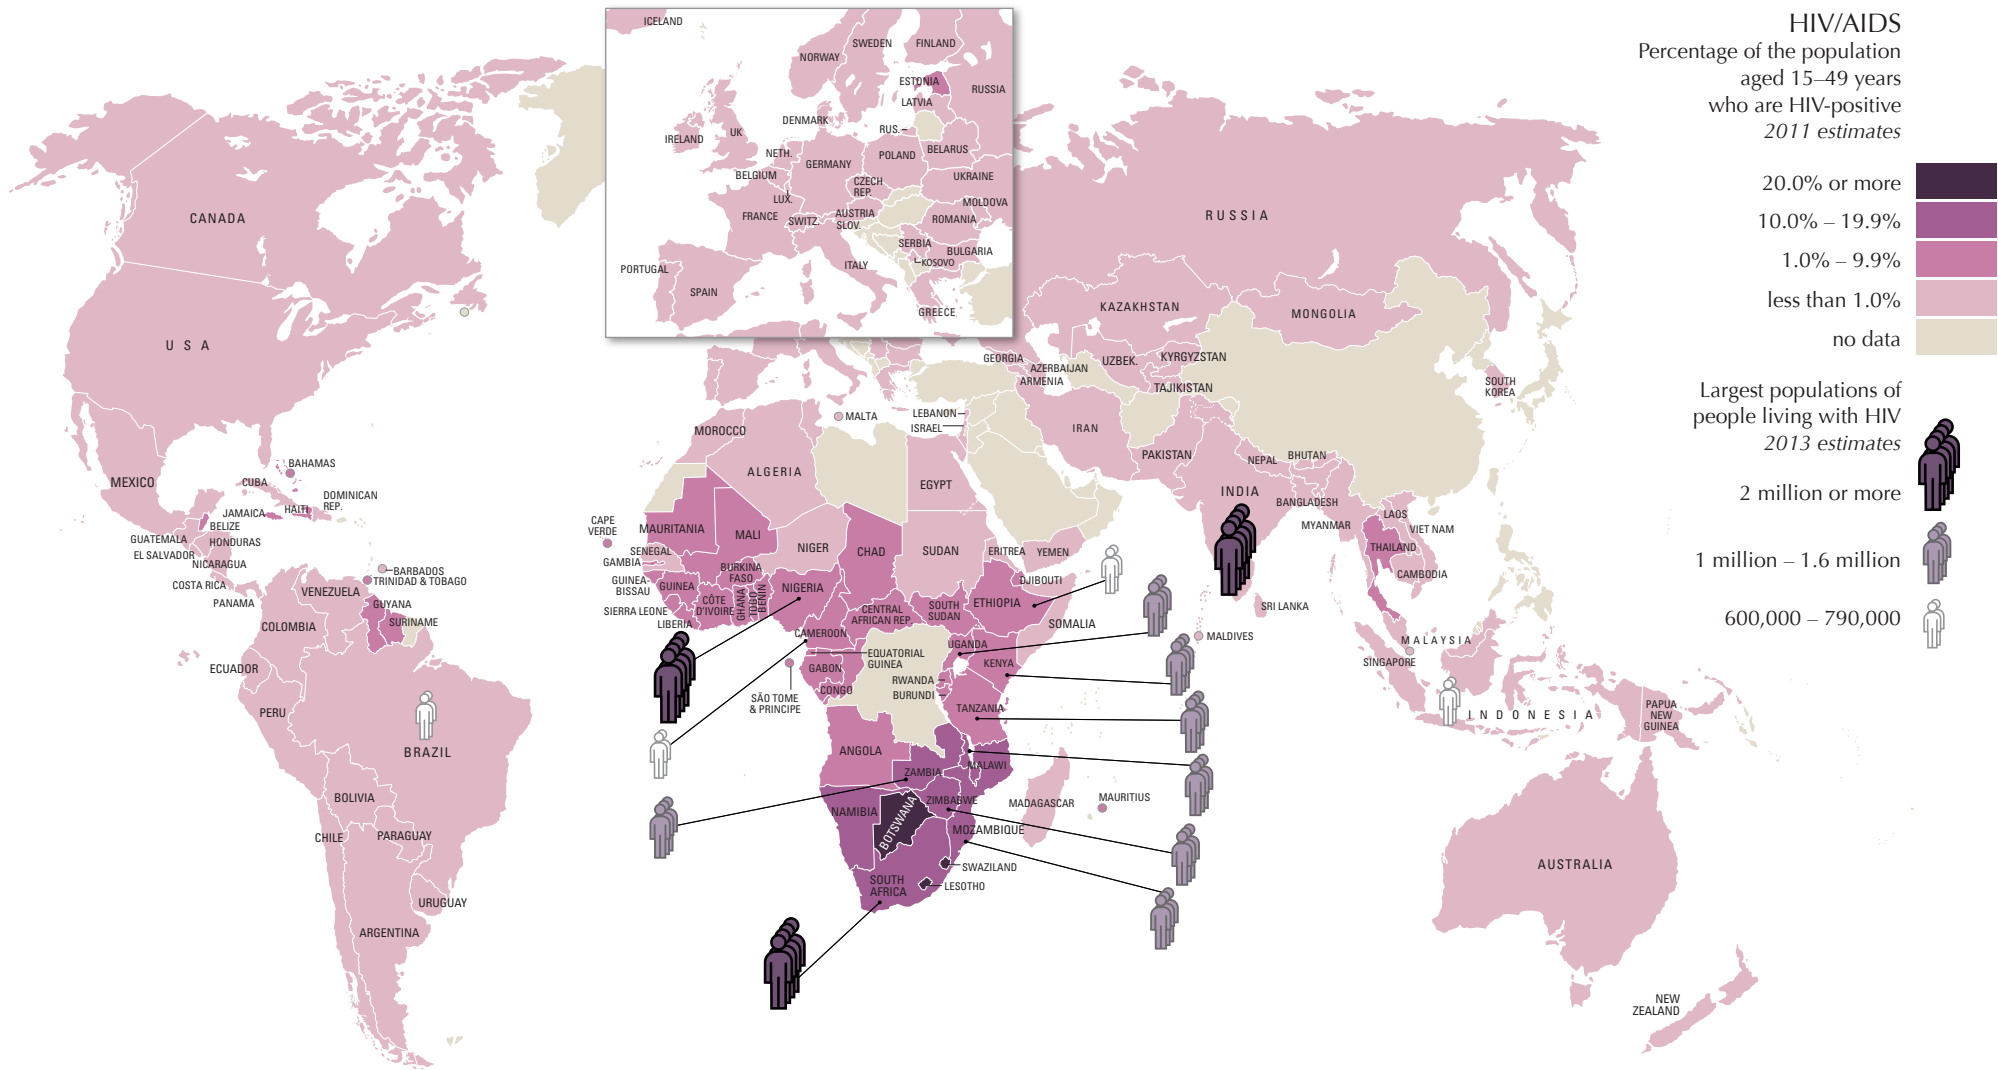 HIV/AIDS
Percentage of the population
aged 15–49 years
who are HIV-positive
2011 estimates
20.0% or more
10.0% – 19.9%
1.0% – 9.9%
less than 1.0%
no data
Largest populations of
people living with HIV
2013 estimates
2 million or more
1 million – 1.6 million
600,000 – 790,000
ICELAND
NORWAY
SWEDEN
FINLAND
ESTONIA
RUSSIA
LATVIA
DENMARK
RUS.
IRELAND
UK
NETH.
GERMANY
POLAND
BELARUS
BELGIUM
CZECH
REP.
UKRAINE
LUX.
MOLDOVA
FRANCE
SWITZ.
AUSTRIA
SLOV.
ROMANIA
SERBIA
BULGARIA
KOSOVO
ITALY
PORTUGAL
SPAIN
GREECE
CANADA
USA
MEXICO
BAHAMAS
CUBA
DOMINICAN
REP.
JAMAICA
HAITI
BELIZE
GUATEMALA
HONDURAS
EL SALVADOR
NICARAGUA
COSTA RICA
PANAMA
BARBADOS
TRINIDAD & TOBAGO
VENEZUELA
GUYANA
SURINAME
COLOMBIA
ECUADOR
PERU
BRAZIL
BOLIVIA
CHILE
PARAGUAY
URUGUAY
ARGENTINA
RUSSIA
KAZAKHSTAN
MONGOLIA
GEORGIA
AZERBAIJAN
ARMENIA
UZBEK.
KYRGYZSTAN
TAJIKISTAN
SOUTH
KOREA
MALTA
LEBANON
ISRAEL
IRAN
PAKISTAN
NEPAL
BHUTAN
INDIA
BANGLADESH
MYANMAR
LAOS
VIET NAM
THAILAND
CAMBODIA
SRI LANKA
MALDIVES
MALAYSIA
SINGAPORE
INDONESIA
PAPUA
NEW
GUINEA
AUSTRALIA
NEW
ZEALAND
MOROCCO
ALGERIA
EGYPT
CAPE
VERDE
MAURITANIA
MALI
NIGER
CHAD
SUDAN
ERITREA
YEMEN
SENEGAL
GAMBIA
GUINEA-
BISSAU
GUINEA
BURKINA
FASO
SIERRA LEONE
CÔTE
D'IVOIRE
GHANA
TOGO
BENIN
NIGERIA
LIBERIA
CENTRAL
AFRICAN REP.
SOUTH
SUDAN
ETHIOPIA
DJIBOUTI
SOMALIA
CAMEROON
EQUATORIAL
GUINEA
UGANDA
KENYA
GABON
CONGO
RWANDA
BURUNDI
SÃO TOME
& PRINCIPE
TANZANIA
ANGOLA
ZAMBIA
MALAWI
NAMIBIA
BOTSWANA
ZIMBABWE
MOZAMBIQUE
MADAGASCAR
MAURITIUS
SWAZILAND
SOUTH
AFRICA
LESOTHO